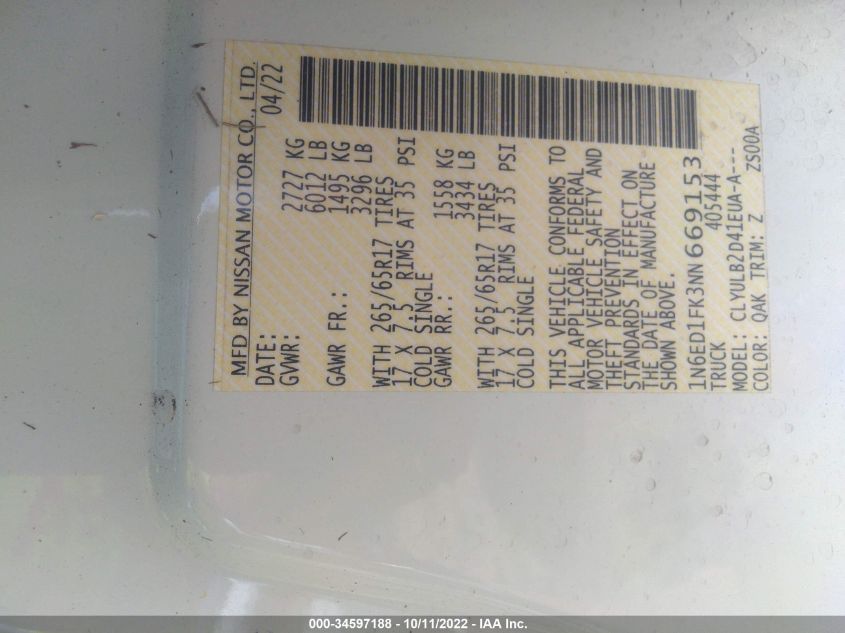 MFD BY NISSAN MOTOR CO., LTD.
DATE: 04/22
GVWR: 2727 KG
6012 LB
GAWR FR.: 1495 KG
3296 LB
WITH 265/65R17 TIRES
17 X 7.5 RIMS AT 35 PSI
COLD SINGLE
GAWR RR.: 1558 KG
3434 LB
WITH 265/65R17 TIRES
17 X 7.5 RIMS AT 35 PSI
COLD SINGLE
THIS VEHICLE CONFORMS TO
ALL APPLICABLE FEDERAL
MOTOR VEHICLE SAFETY AND
THEFT PREVENTION
STANDARDS IN EFFECT ON
THE DATE OF MANUFACTURE
SHOWN ABOVE.
1N6ED1FK3NN669153
TRUCK 405444
MODEL: CLYULB2D41EUA-A---
COLOR: QAK TRIM: Z ZS00A
000-34597188 - 10/11/2022 - IAA Inc.